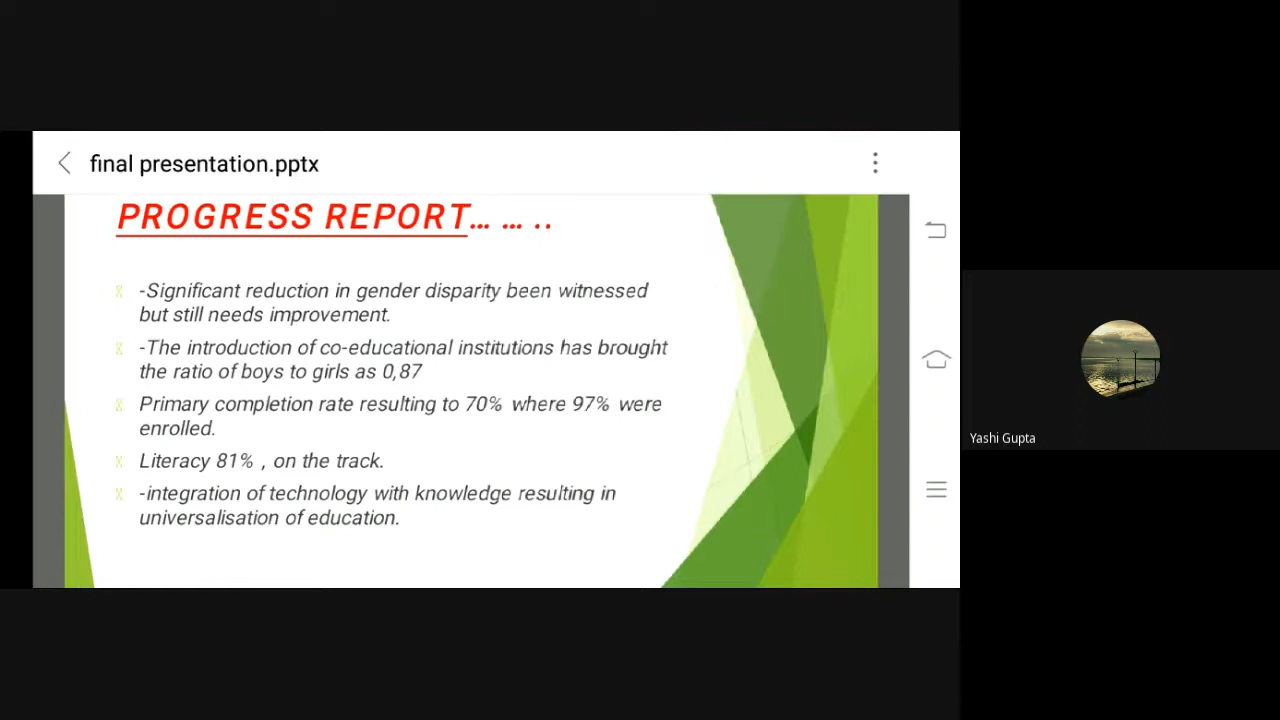 final presentation.pptx
PROGRESS REPORT... ... ..
-Significant reduction in gender disparity been witnessed
but still needs improvement.
-The introduction of co-educational institutions has brought
the ratio of boys to girls as 0,87
Primary completion rate resulting to 70% where 97% were
enrolled.
Literacy 81% , on the track.
-integration of technology with knowledge resulting in
universalisation of education.
Yashi Gupta